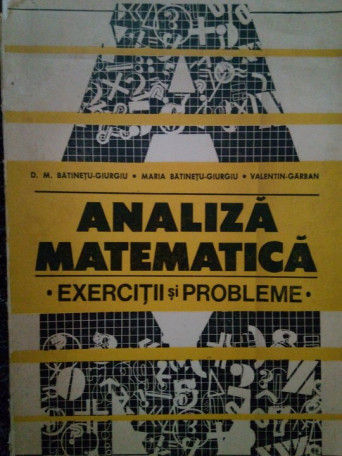 D. M. BĂTINEȚU-GIURGIU • MARIA BĂTINEȚU-GIURGIU • VALENTIN-GÂRBAN
ANALIZĂ
MATEMATICĂ
• EXERCIȚII și PROBLEME •